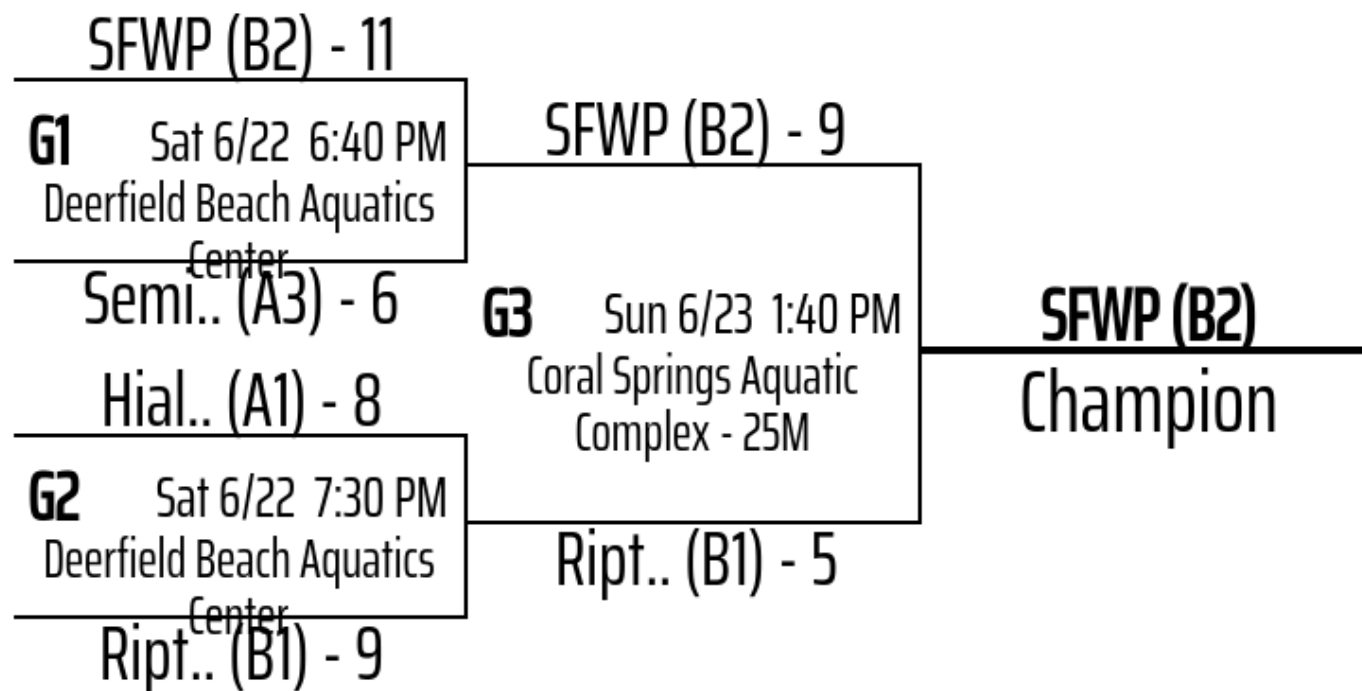 SFWP (B2) - 11
G1 Sat 6/22 6:40 PM
Deerfield Beach Aquatics
Center
Semi.. (A3) - 6
Hial.. (A1) - 8
G2 Sat 6/22 7:30 PM
Deerfield Beach Aquatics
Center
Ript.. (B1) - 9
SFWP (B2) - 9
G3 Sun 6/23 1:40 PM
Coral Springs Aquatic
Complex - 25M
Ript.. (B1) - 5
SFWP (B2)
Champion